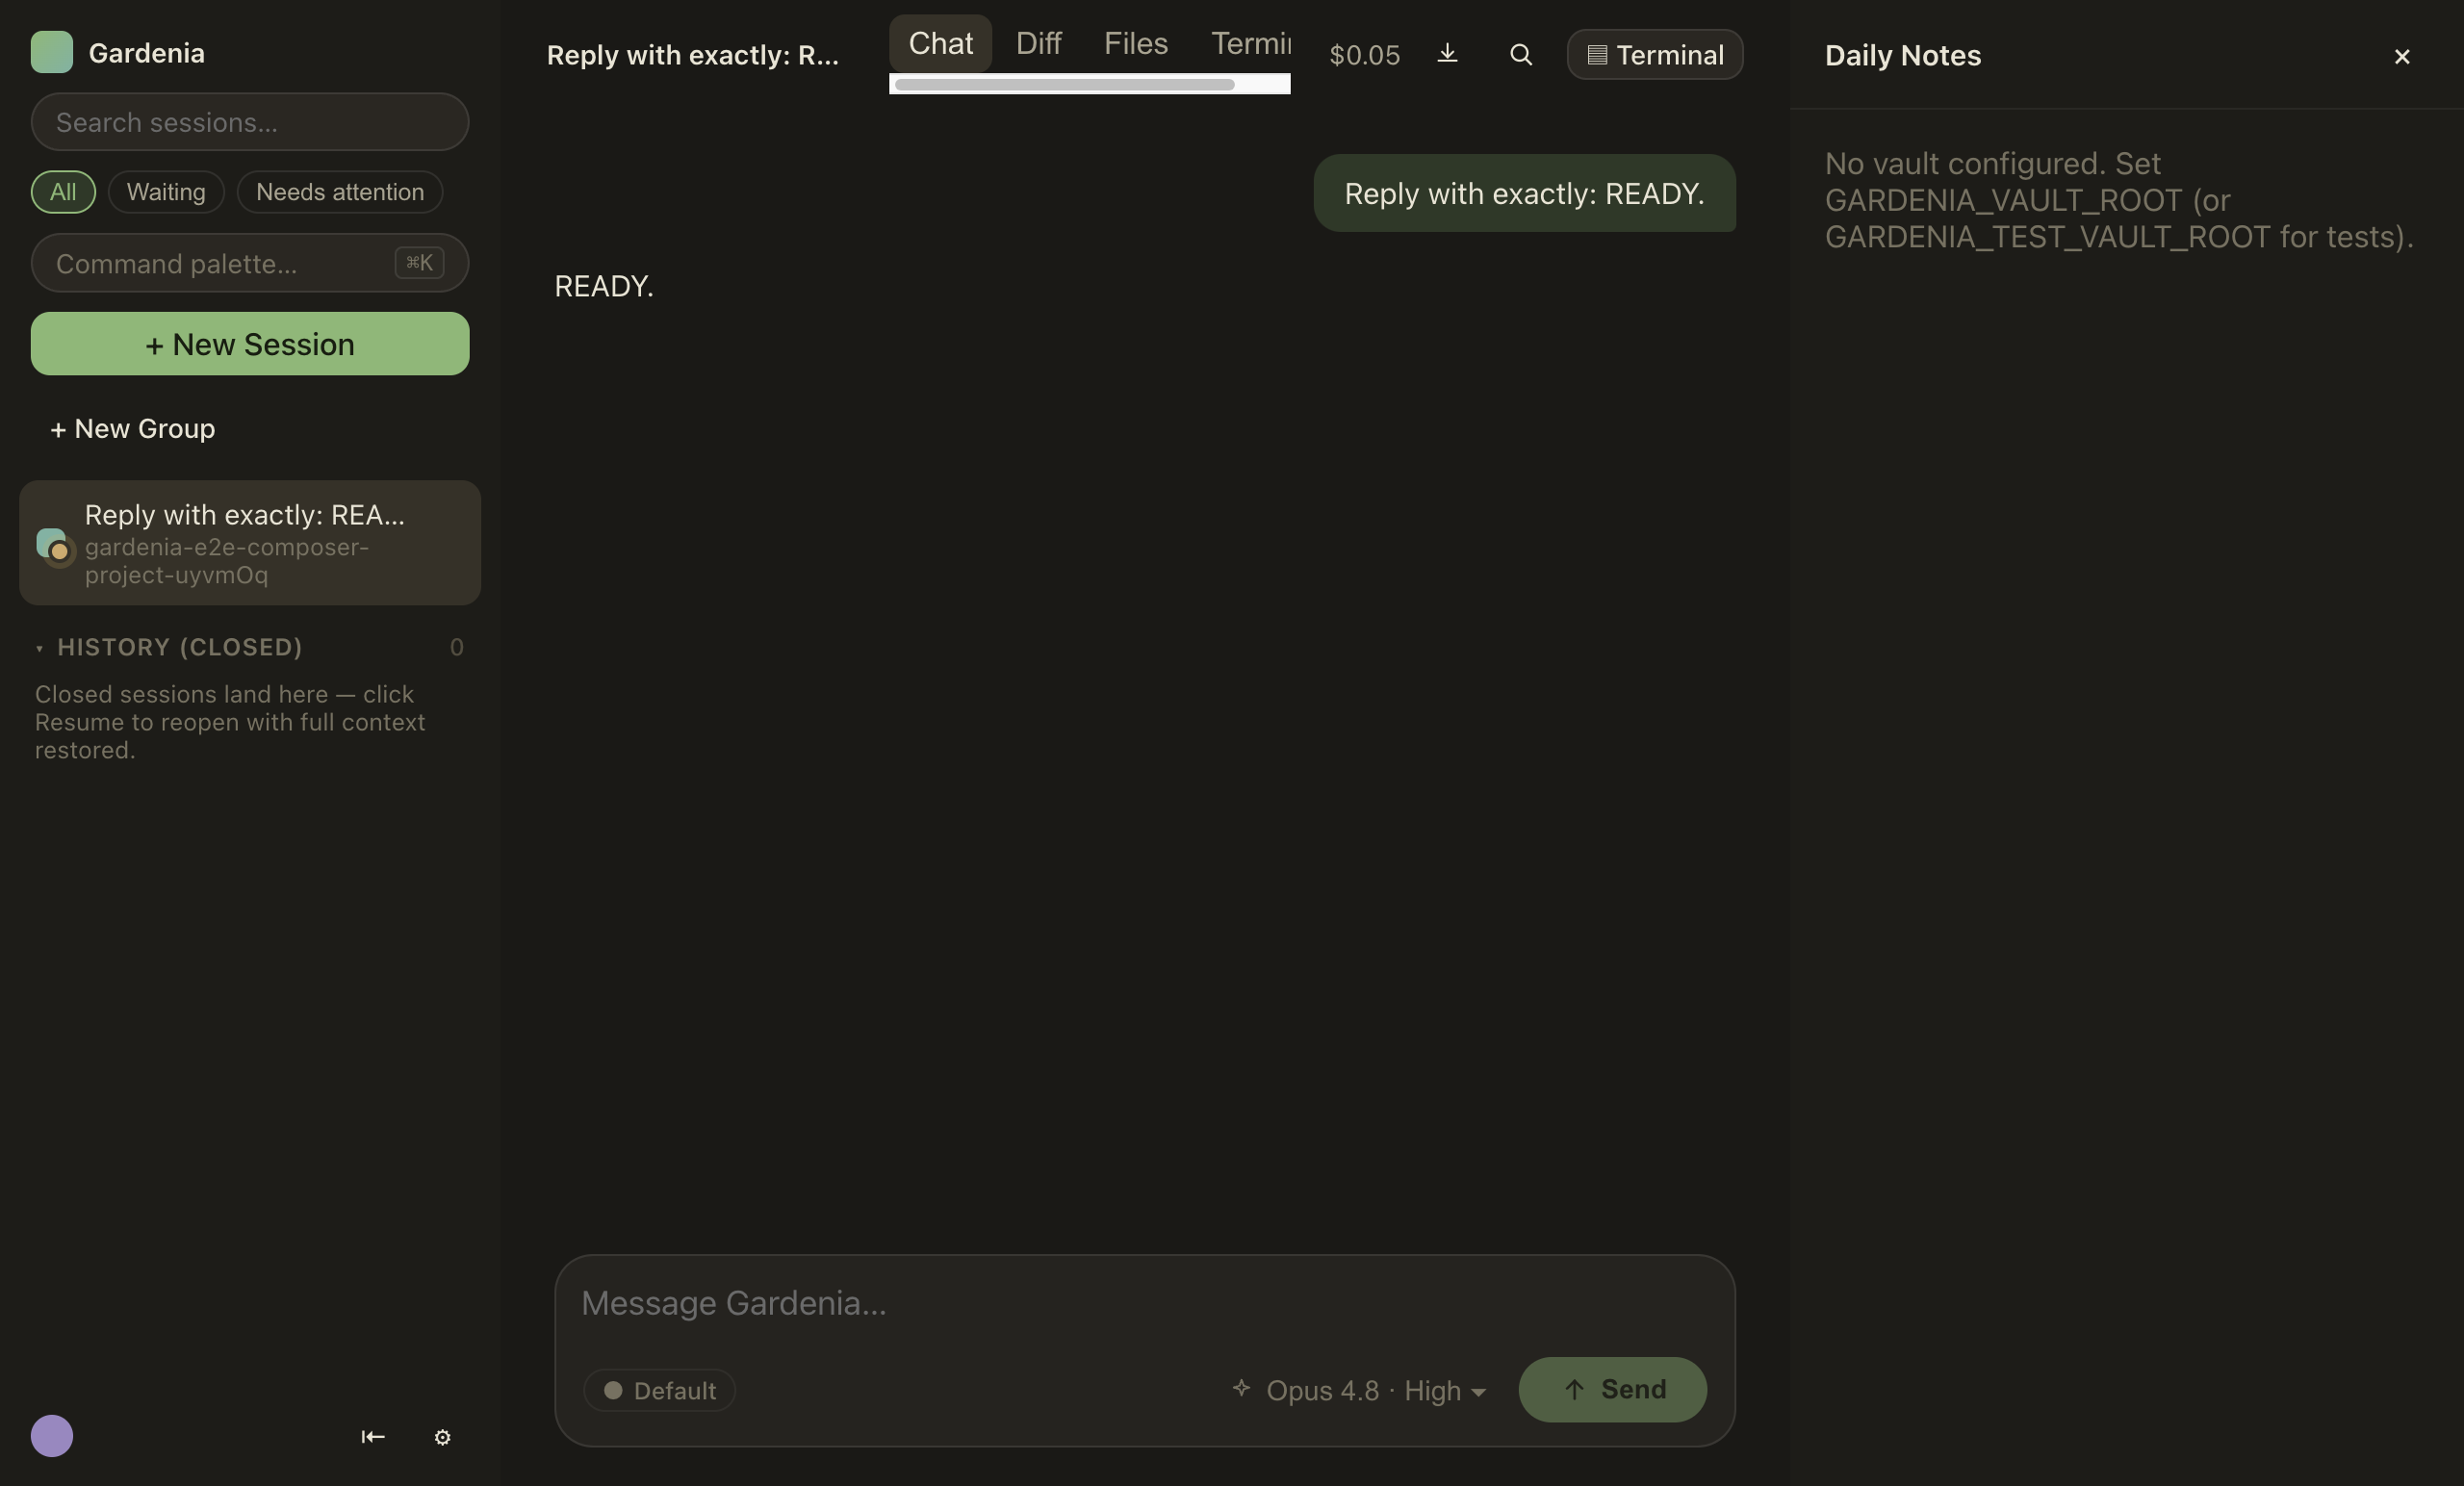 Gardenia
Search sessions...
All
Waiting
Needs attention
Command palette...
⌘K
+ New Session
+ New Group
Reply with exactly: REA...
gardenia-e2e-composer-
project-uyvmOq
HISTORY (CLOSED)
0
Closed sessions land here — click
Resume to reopen with full context
restored.
Reply with exactly: R...
Chat
Diff
Files
Termi
$0.05
Terminal
Reply with exactly: READY.
READY.
Message Gardenia...
Default
Opus 4.8 · High
Send
Daily Notes
No vault configured. Set
GARDENIA_VAULT_ROOT (or
GARDENIA_TEST_VAULT_ROOT for tests).